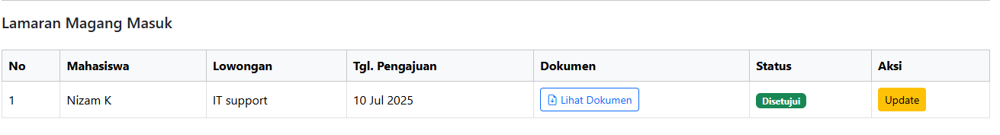 Lamaran Magang Masuk
No Mahasiswa Lowongan Tgl. Pengajuan Dokumen Status Aksi
1 Nizam K IT support 10 Jul 2025 Lihat Dokumen Disetujui Update